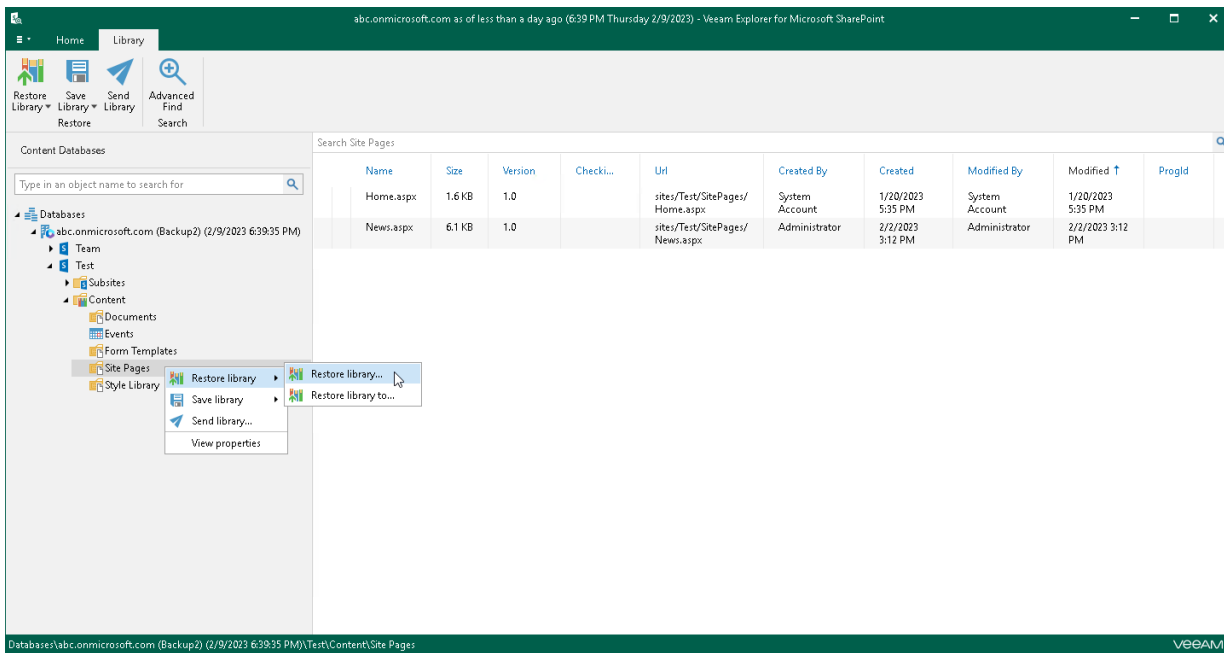 abc.onmicrosoft.com as of less than a day ago (6:39 PM Thursday 2/9/2023) - Veeam Explorer for Microsoft SharePoint
Home Library
Restore Library
Save Library
Send Library
Advanced Find
Restore Search
Content Databases
Type in an object name to search for
Databases
abc.onmicrosoft.com (Backup2) (2/9/2023 6:39:35 PM)
Team
Test
Subsites
Content
Documents
Events
Form Templates
Site Pages
Style Library
Restore library
Save library
Send library...
View properties
Restore library...
Restore library to...
Search Site Pages
Name Size Version Checki... Url Created By Created Modified By Modified ProgId
Home.aspx 1.6 KB 1.0 sites/Test/SitePages/ System 1/20/2023 System 1/20/2023
Home.aspx Account 5:35 PM Account 5:35 PM
News.aspx 6.1 KB 1.0 sites/Test/SitePages/ Administrator 2/2/2023 Administrator 2/2/2023 3:12
News.aspx 3:12 PM PM
Databases\abc.onmicrosoft.com (Backup2) (2/9/2023 6:39:35 PM)\Test\Content\Site Pages
veeAM